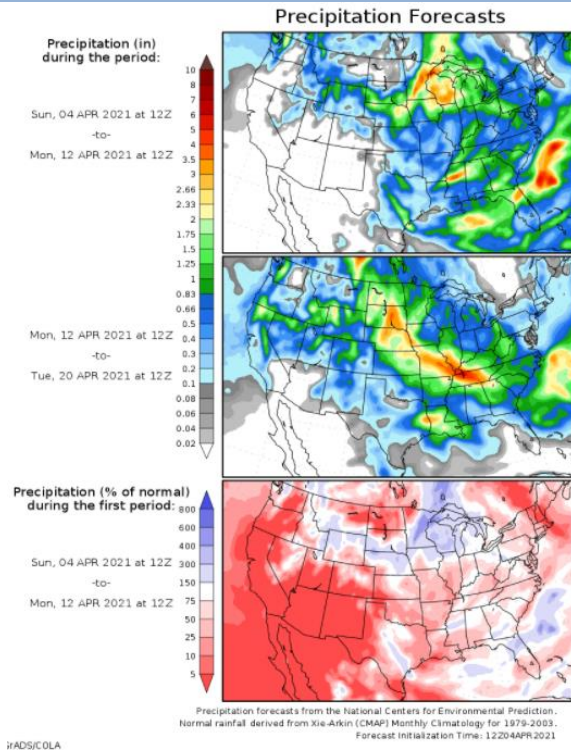 Precipitation Forecasts
Precipitation (in)
during the period:
Sun, 04 APR 2021 at 12Z
-to-
Mon, 12 APR 2021 at 12Z
10
8
7
6
5
4
3.5
3
2.66
2.33
2
1.75
1.5
1.25
1
0.83
0.66
0.5
0.4
0.3
0.2
0.1
0.08
0.06
0.04
0.02
Mon, 12 APR 2021 at 12Z
-to-
Tue, 20 APR 2021 at 12Z
Precipitation (% of normal)
during the first period:
Sun, 04 APR 2021 at 12Z
-to-
Mon, 12 APR 2021 at 12Z
800
600
400
300
150
75
50
25
10
5
Precipitation forecasts from the National Centers for Environmental Prediction.
Normal rainfall derived from Xie-Arkin (CMAP) Monthly Climatology for 1979-2003.
Forecast Initialization Time: 12Z04APR2021
GrADS/COLA